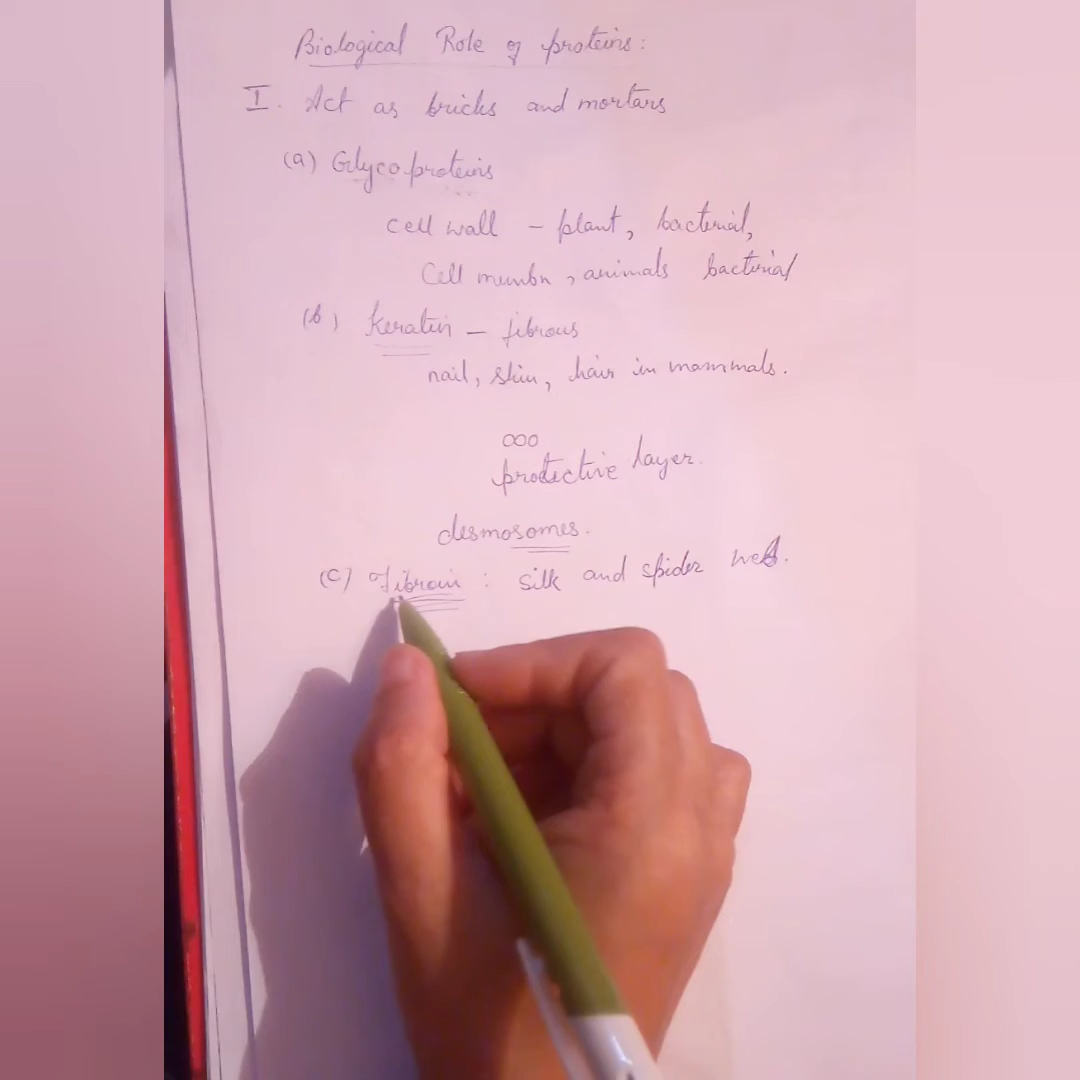 Biological Role of proteins:
I. Act as bricks and mortars
(a) Glycoproteins
cell wall - plant, bacterial,
Cell membn, animals bacterial
(b) Keratin - fibrous
nail, skin, hair in mammals.
protective layer.
desmosomes.
(c) Fibroin : silk and spider web.